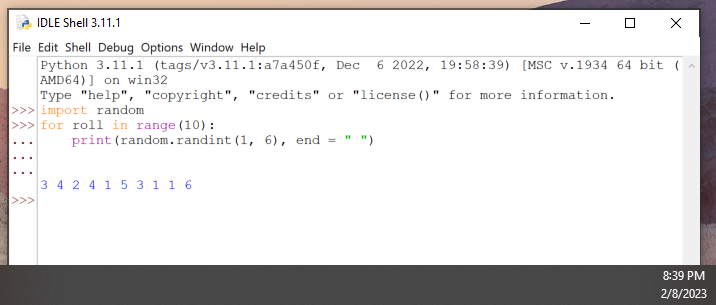 IDLE Shell 3.11.1
File Edit Shell Debug Options Window Help
Python 3.11.1 (tags/v3.11.1:a7a450f, Dec  6 2022, 19:58:39) [MSC v.1934 64 bit (
AMD64)] on win32
Type "help", "copyright", "credits" or "license()" for more information.
>>> import random
>>> for roll in range(10):
...     print(random.randint(1, 6), end = " ")
...
...
3 4 2 4 1 5 3 1 1 6
>>>
8:39 PM
2/8/2023